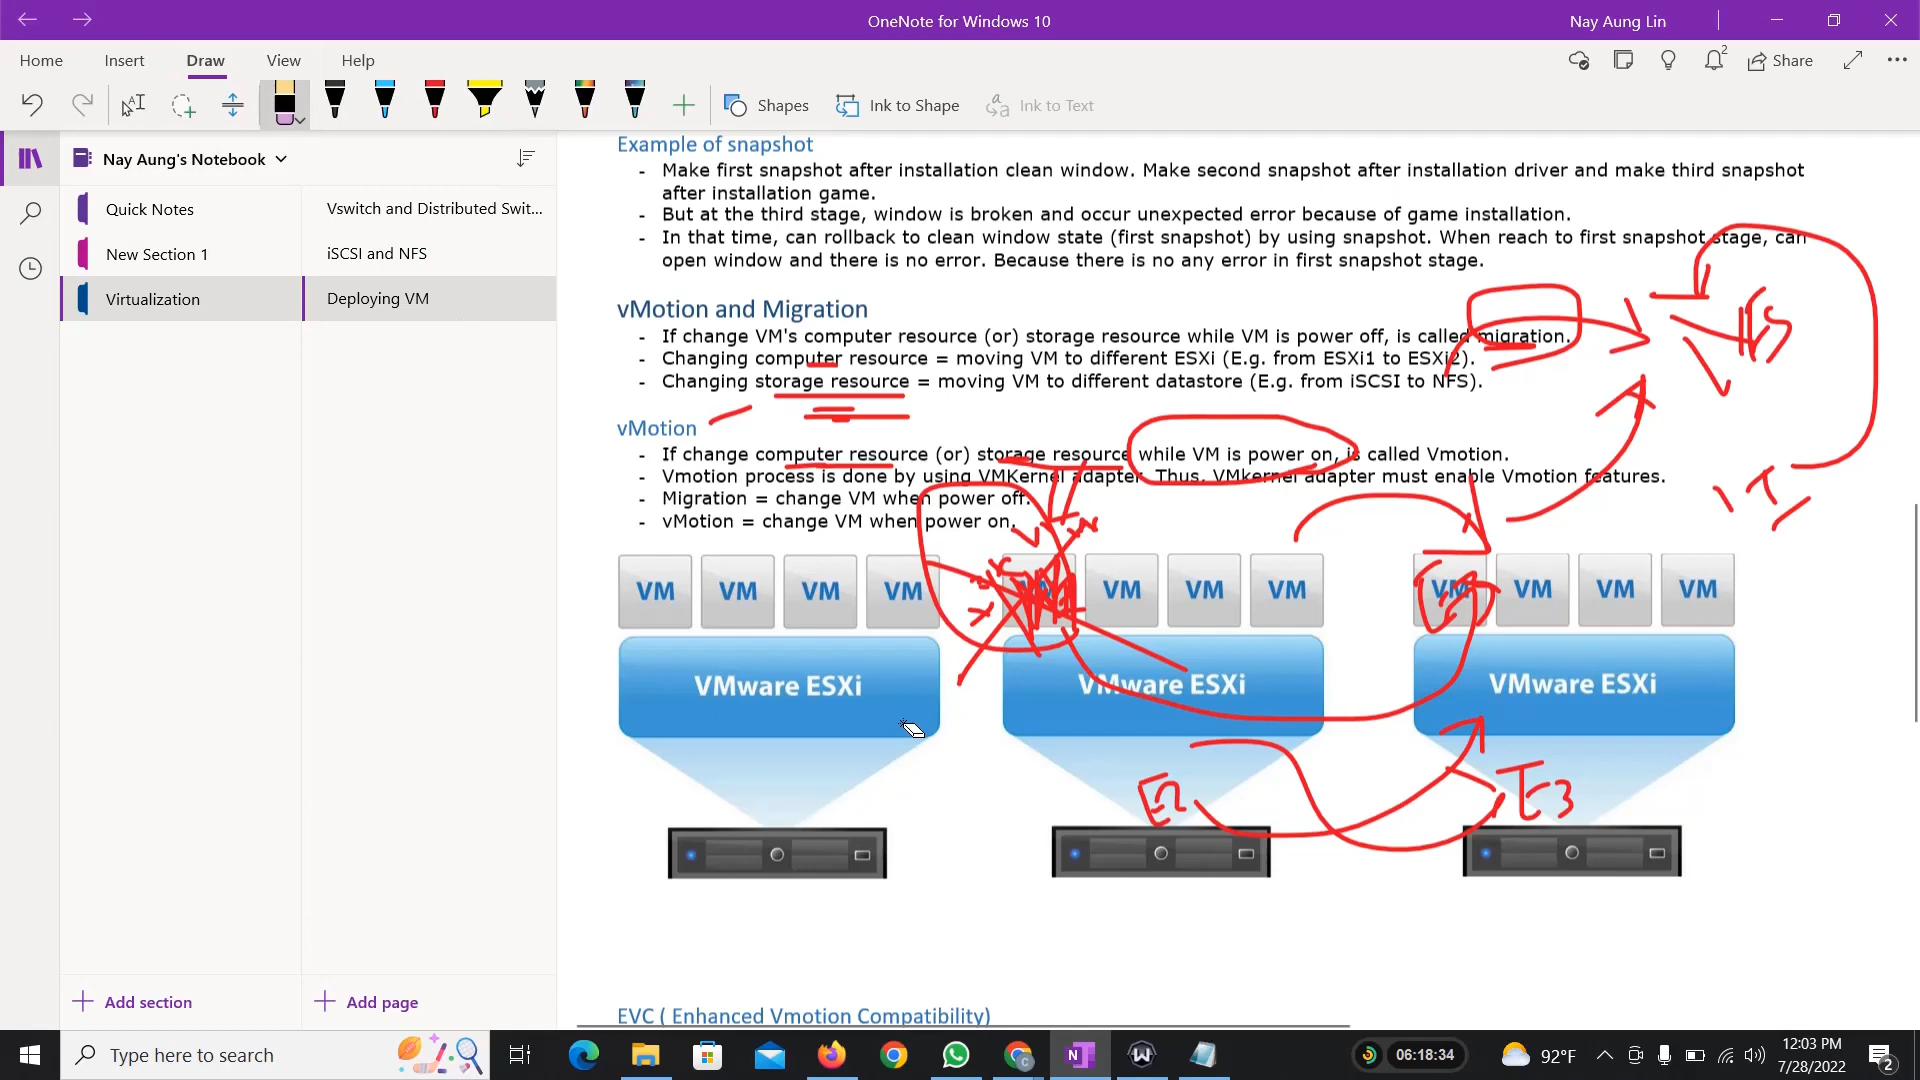 OneNote for Windows 10
Nay Aung Lin
Home Insert Draw View Help
2
Share
Shapes
Ink to Shape
Ink to Text
Nay Aung's Notebook
Quick Notes
New Section 1
Virtualization
Vswitch and Distributed Swit...
iSCSI and NFS
Deploying VM
Example of snapshot
- Make first snapshot after installation clean window. Make second snapshot after installation driver and make third snapshot
after installation game.
- But at the third stage, window is broken and occur unexpected error because of game installation.
- In that time, can rollback to clean window state (first snapshot) by using snapshot. When reach to first snapshot stage, can
open window and there is no error. Because there is no any error in first snapshot stage.
vMotion and Migration
- If change VM's computer resource (or) storage resource while VM is power off, is called migration.
- Changing computer resource = moving VM to different ESXi (E.g. from ESXi1 to ESXi2).
- Changing storage resource = moving VM to different datastore (E.g. from iSCSI to NFS).
vMotion
- If change computer resource (or) storage resource while VM is power on, is called Vmotion.
- Vmotion process is done by using VMKernel adapter. Thus, VMkernel adapter must enable Vmotion features.
- Migration = change VM when power off.
- vMotion = change VM when power on.
VM VM VM VM
VM VM VM
VM VM VM VM
VMware ESXi
VMware ESXi
VMware ESXi
E2
E3
NFS
EVC ( Enhanced Vmotion Compatibility)
Add section
Add page
Type here to search
06:18:34
92°F
12:03 PM
7/28/2022
2